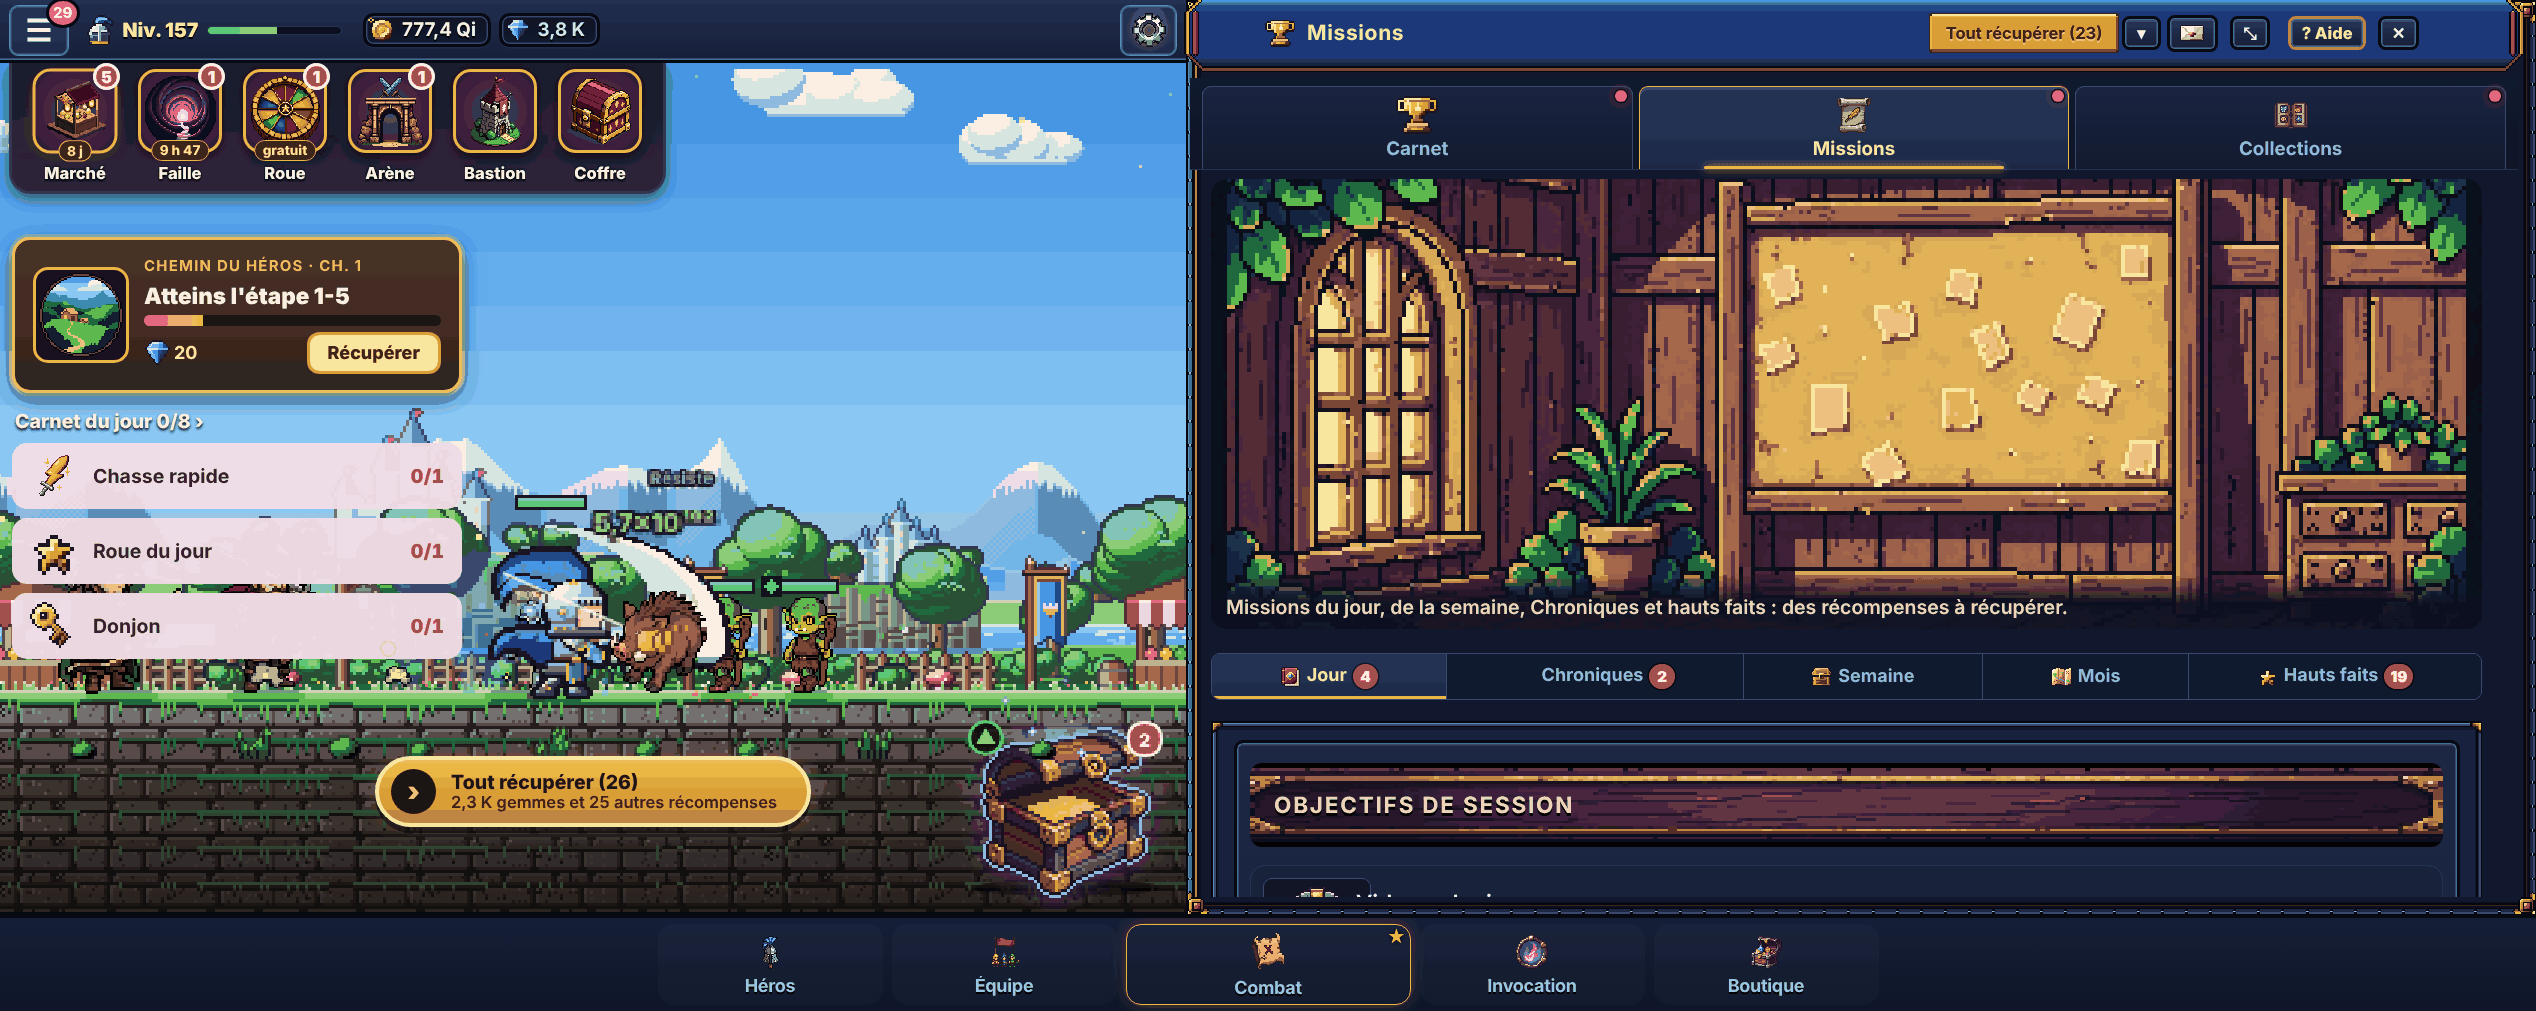 29
Niv. 157
777,4 Qi
3,8 K
5
1
1
1
8 j
9 h 47
gratuit
Marché
Faille
Roue
Arène
Bastion
Coffre
CHEMIN DU HÉROS · CH. 1
Atteins l'étape 1-5
20
Récupérer
Carnet du jour 0/8 ›
Chasse rapide 0/1
Roue du jour 0/1
Donjon 0/1
Résiste
2
Tout récupérer (26)
2,3 K gemmes et 25 autres récompenses
Missions
Tout récupérer (23)
? Aide
Carnet
Missions
Collections
Missions du jour, de la semaine, Chroniques et hauts faits : des récompenses à récupérer.
Jour 4
Chroniques 2
Semaine
Mois
Hauts faits 19
OBJECTIFS DE SESSION
Héros
Équipe
Combat
Invocation
Boutique